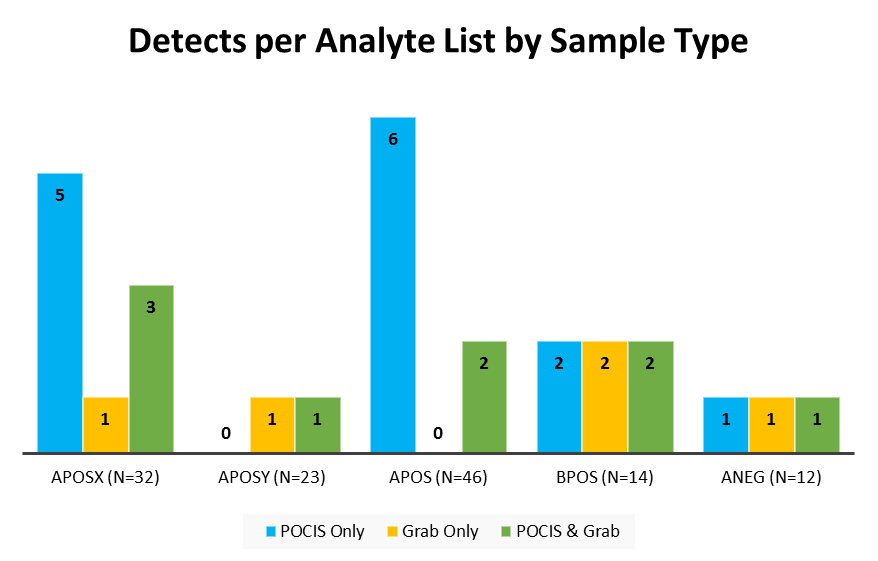 Detects per Analyte List by Sample Type
5 1 3 0 1 1 6 0 2 2 2 2 1 1 1
APOSX (N=32) APOSY (N=23) APOS (N=46) BPOS (N=14) ANEG (N=12)
POCIS Only Grab Only POCIS & Grab